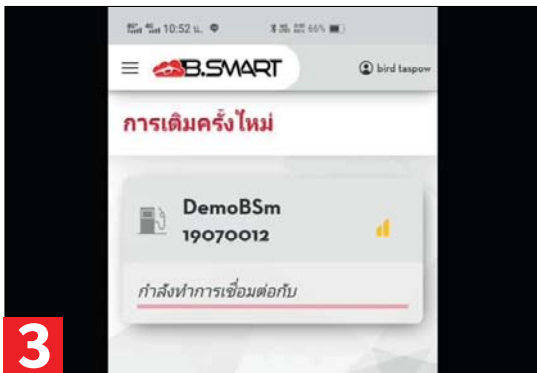 10:52 น. 66%
B.SMART bird taspow
การเติมครั้งใหม่
DemoBSm
19070012
กำลังทำการเชื่อมต่อกับ
3